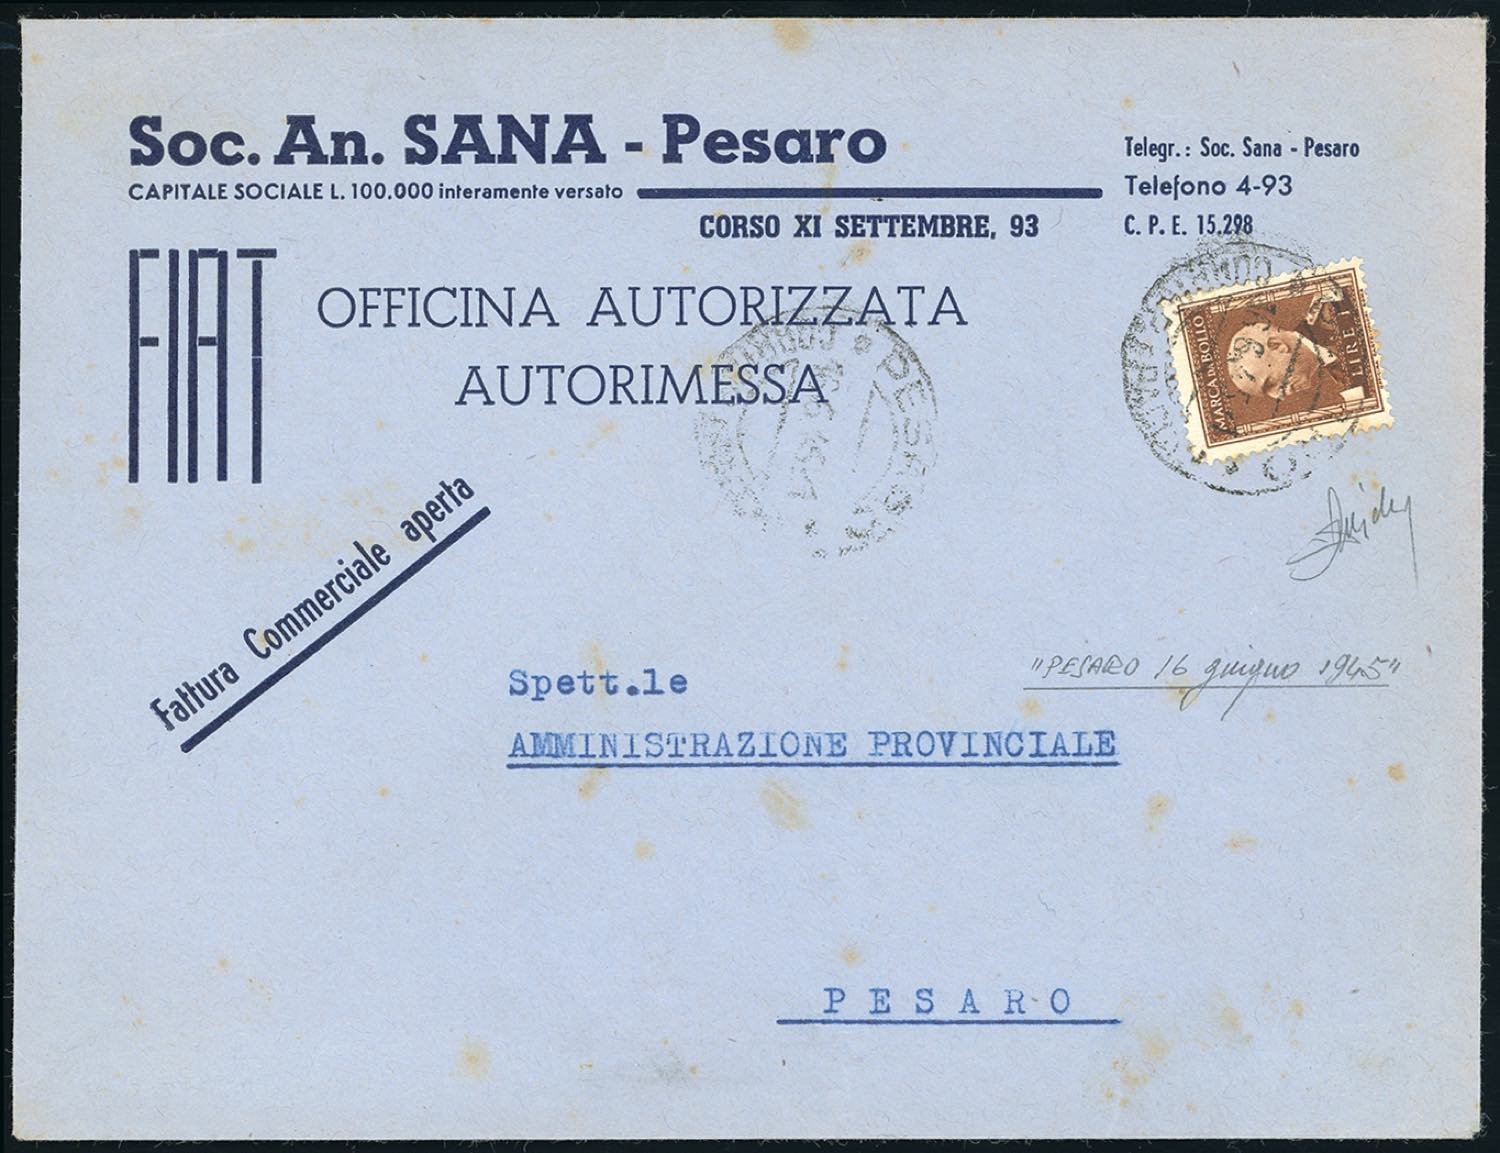 Soc. An. SANA - Pesaro
CAPITALE SOCIALE L. 100.000 interamente versato
CORSO XI SETTEMBRE, 93
Telegr.: Soc. Sana - Pesaro
Telefono 4-93
C. P. E. 15.298
FIAT
OFFICINA AUTORIZZATA
AUTORIMESSA
PESARO
MARCA DA BOLLO
LIRE 1
Fattura Commerciale aperta
"PESARO 16 giugno 1945"
Spett.le
AMMINISTRAZIONE PROVINCIALE
PESARO